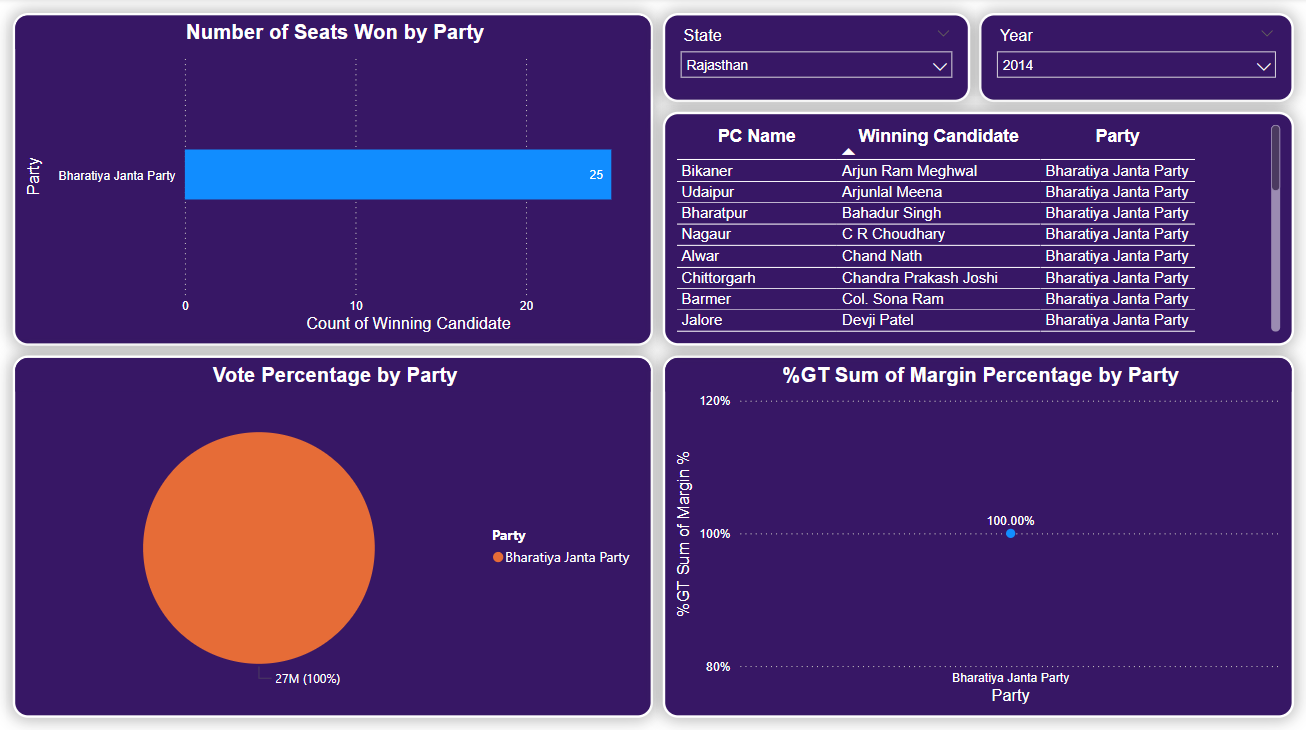 Number of Seats Won by Party
Party
Bharatiya Janta Party
25
0 10 20
Count of Winning Candidate
State
Rajasthan
Year
2014
PC Name Winning Candidate Party
Bikaner Arjun Ram Meghwal Bharatiya Janta Party
Udaipur Arjunlal Meena Bharatiya Janta Party
Bharatpur Bahadur Singh Bharatiya Janta Party
Nagaur C R Choudhary Bharatiya Janta Party
Alwar Chand Nath Bharatiya Janta Party
Chittorgarh Chandra Prakash Joshi Bharatiya Janta Party
Barmer Col. Sona Ram Bharatiya Janta Party
Jalore Devji Patel Bharatiya Janta Party
Vote Percentage by Party
Party
Bharatiya Janta Party
27M (100%)
%GT Sum of Margin Percentage by Party
%GT Sum of Margin %
120%
100.00%
100%
80%
Bharatiya Janta Party
Party